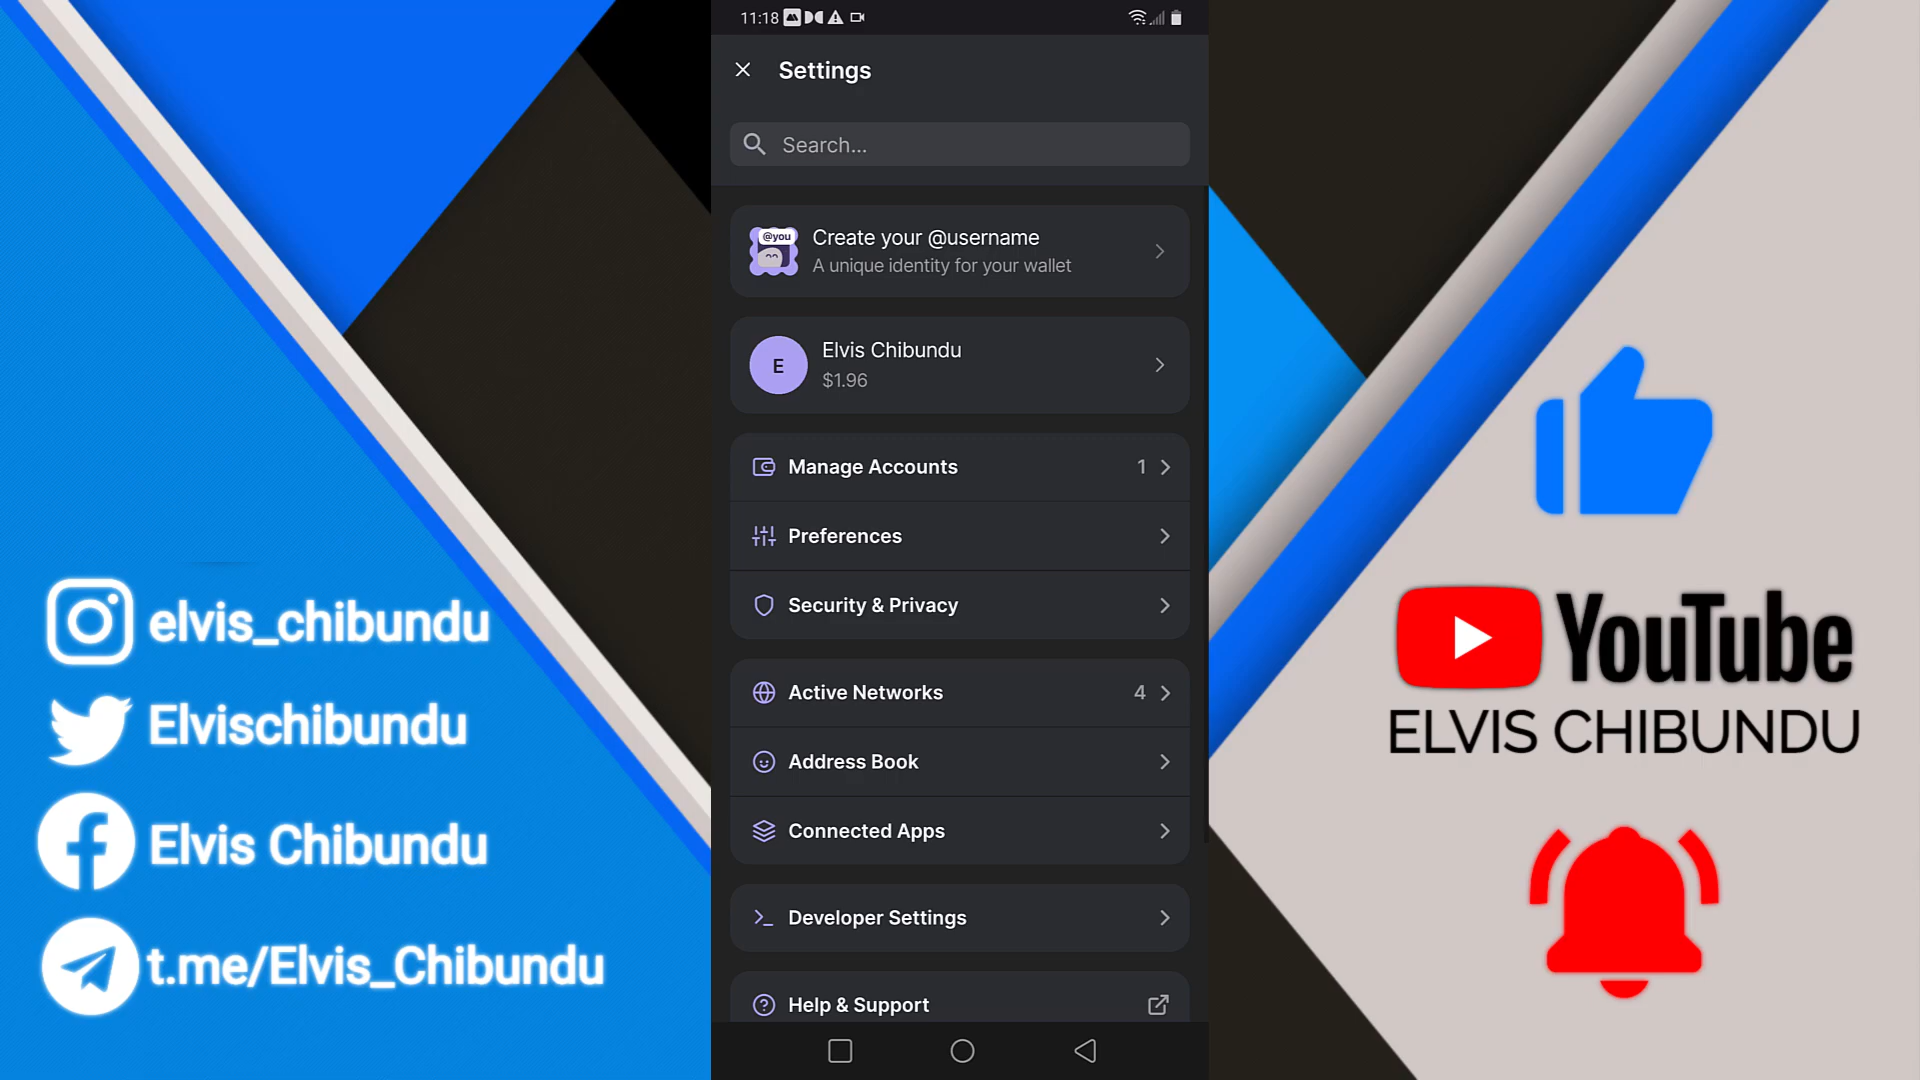 11:18
Settings
Search...
@you
Create your @username
A unique identity for your wallet
E
Elvis Chibundu
$1.96
Manage Accounts 1
Preferences
Security & Privacy
Active Networks 4
Address Book
Connected Apps
Developer Settings
Help & Support
elvis_chibundu
Elvischibundu
Elvis Chibundu
t.me/Elvis_Chibundu
YouTube
ELVIS CHIBUNDU